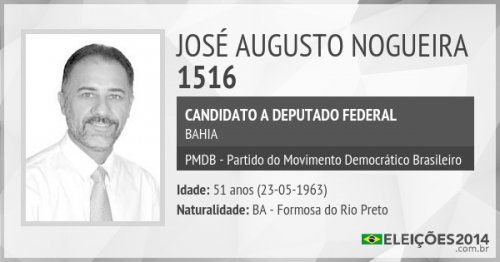 JOSÉ AUGUSTO NOGUEIRA
1516
CANDIDATO A DEPUTADO FEDERAL
BAHIA
PMDB - Partido do Movimento Democrático Brasileiro
Idade: 51 anos (23-05-1963)
Naturalidade: BA - Formosa do Rio Preto
ELEIÇÕES2014
.com.br